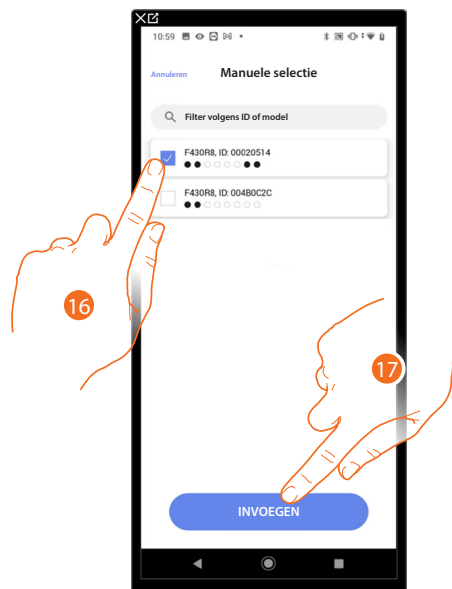 10:59
Annuleren Manuele selectie
Filter volgens ID of model
F430R8, ID: 00020514
F430R8, ID: 004B0C2C
16
17
INVOEGEN